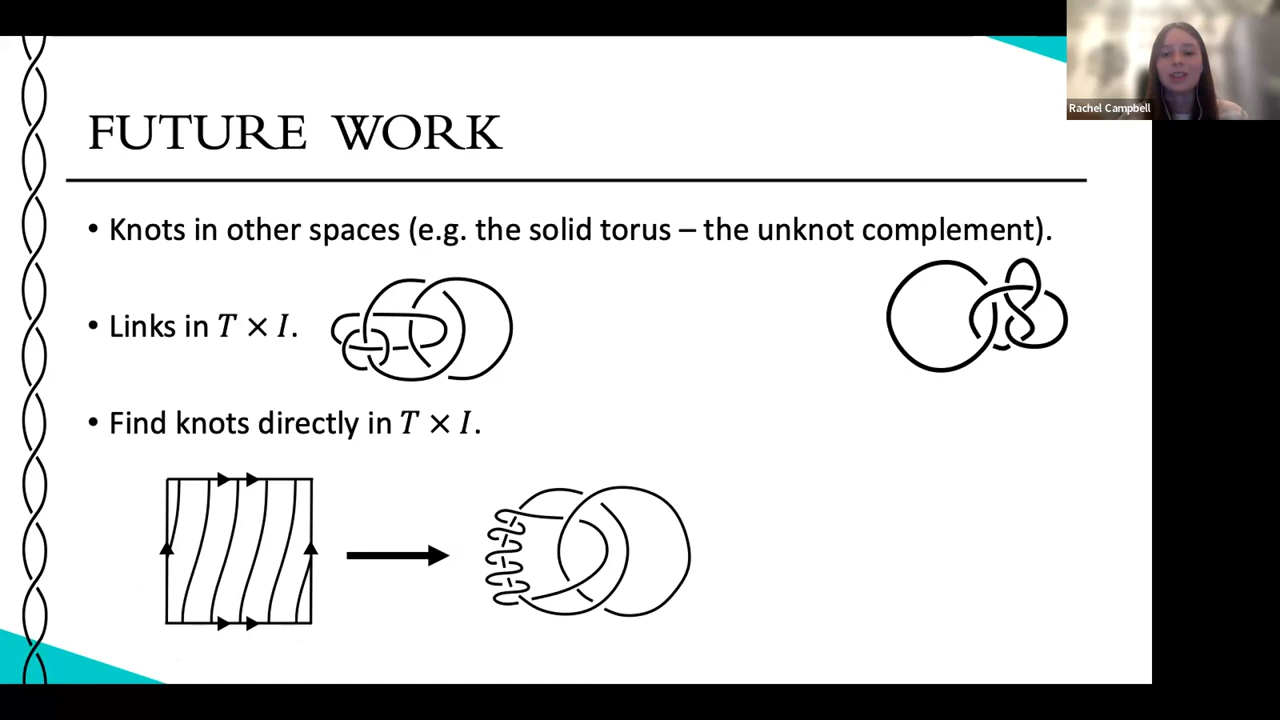 Rachel Campbell
FUTURE WORK
• Knots in other spaces (e.g. the solid torus – the unknot complement).
• Links in T × I.
• Find knots directly in T × I.